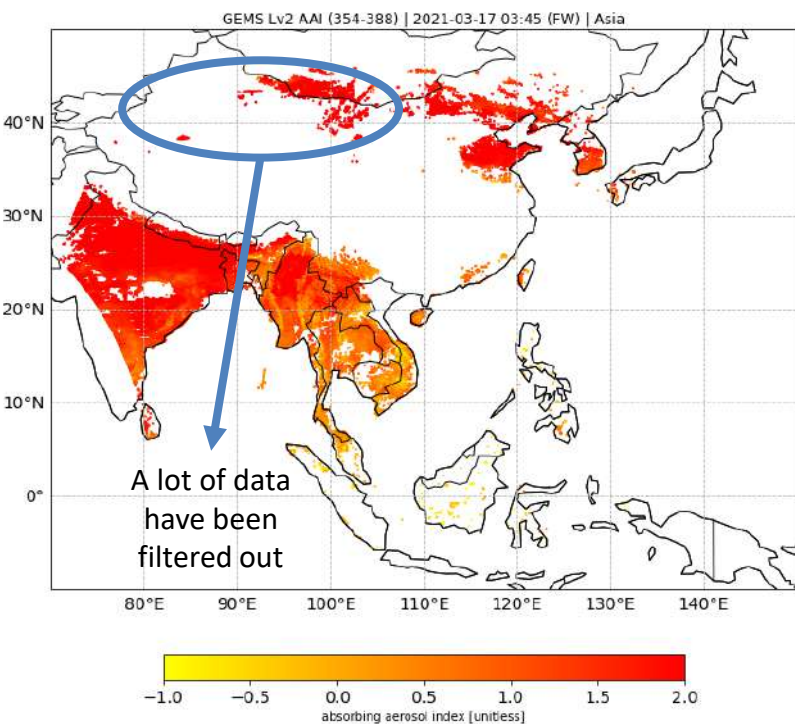 GEMS Lv2 AAI (354-388) | 2021-03-17 03:45 (FW) | Asia
40°N
30°N
20°N
10°N
0°
A lot of data
have been
filtered out
80°E 90°E 100°E 110°E 120°E 130°E 140°E
−1.0 −0.5 0.0 0.5 1.0 1.5 2.0
absorbing aerosol index [unitless]